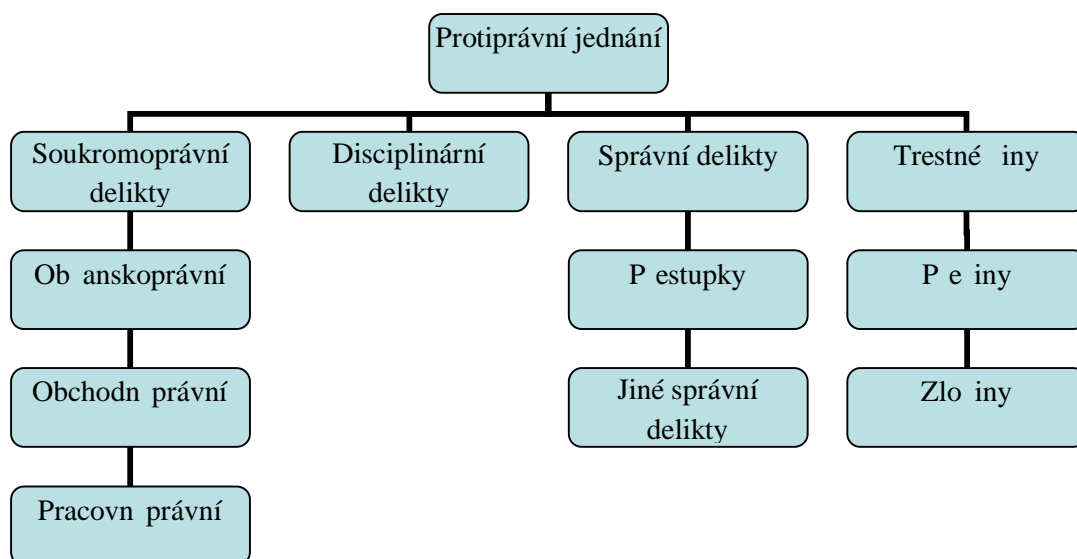 Protiprávní jednání
Soukromoprávní
delikty
Disciplinární
delikty
Správní delikty
Trestné iny
Ob anskoprávní
P estupky
P e iny
Obchodn právní
Jiné správní
delikty
Zlo iny
Pracovn právní